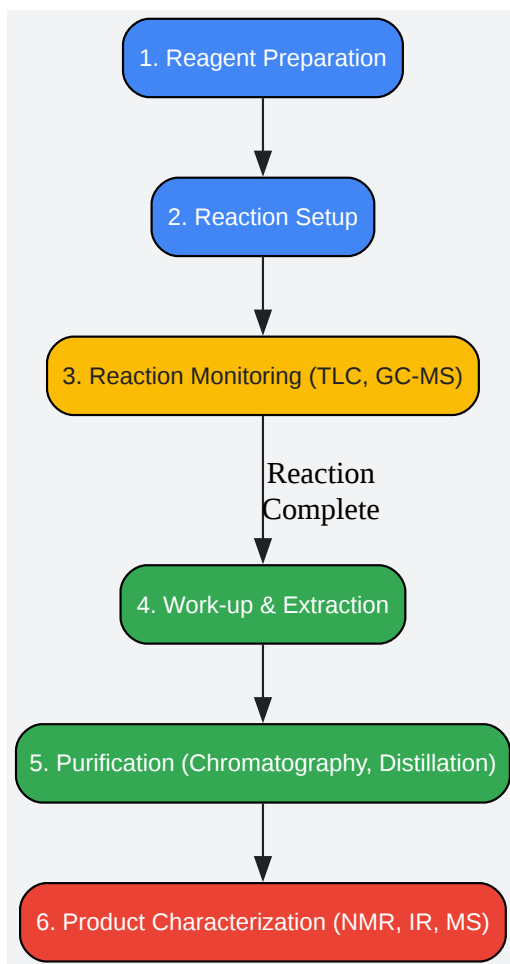 1. Reagent Preparation
2. Reaction Setup
3. Reaction Monitoring (TLC, GC-MS)
Reaction
Complete
4. Work-up & Extraction
5. Purification (Chromatography, Distillation)
6. Product Characterization (NMR, IR, MS)